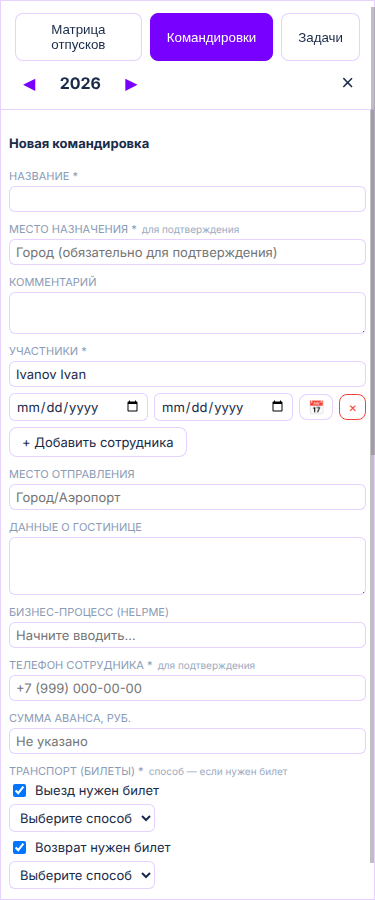 Матрица
отпусков
Командировки
Задачи
◀ 2026 ▶ ×
Новая командировка
НАЗВАНИЕ *
МЕСТО НАЗНАЧЕНИЯ * для подтверждения
Город (обязательно для подтверждения)
КОММЕНТАРИЙ
УЧАСТНИКИ *
Ivanov Ivan
mm/dd/yyyy mm/dd/yyyy ×
+ Добавить сотрудника
МЕСТО ОТПРАВЛЕНИЯ
Город/Аэропорт
ДАННЫЕ О ГОСТИНИЦЕ
БИЗНЕС-ПРОЦЕСС (HELPME)
Начните вводить...
ТЕЛЕФОН СОТРУДНИКА * для подтверждения
+7 (999) 000-00-00
СУММА АВАНСА, РУБ.
Не указано
ТРАНСПОРТ (БИЛЕТЫ) * способ — если нужен билет
Выезд нужен билет
Выберите способ
Возврат нужен билет
Выберите способ